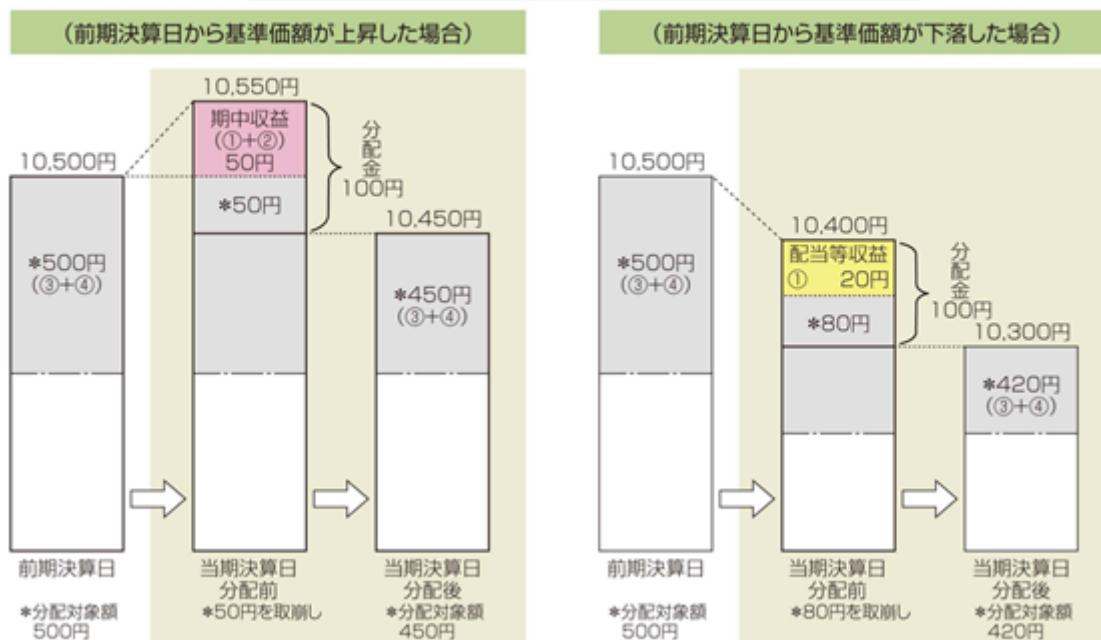 (前期決算日から基準価額が上昇した場合)
10,500円
*500円
(③+④)
10,550円
期中収益
(①+②)
50円
*50円
分配金
100円
10,450円
*450円
(③+④)
前期決算日
*分配対象額
500円
当期決算日
分配前
*50円を取崩し
当期決算日
分配後
*分配対象額
450円
(前期決算日から基準価額が下落した場合)
10,500円
*500円
(③+④)
10,400円
配当等収益
① 20円
*80円
分配金
100円
10,300円
*420円
(③+④)
前期決算日
*分配対象額
500円
当期決算日
分配前
*80円を取崩し
当期決算日
分配後
*分配対象額
420円